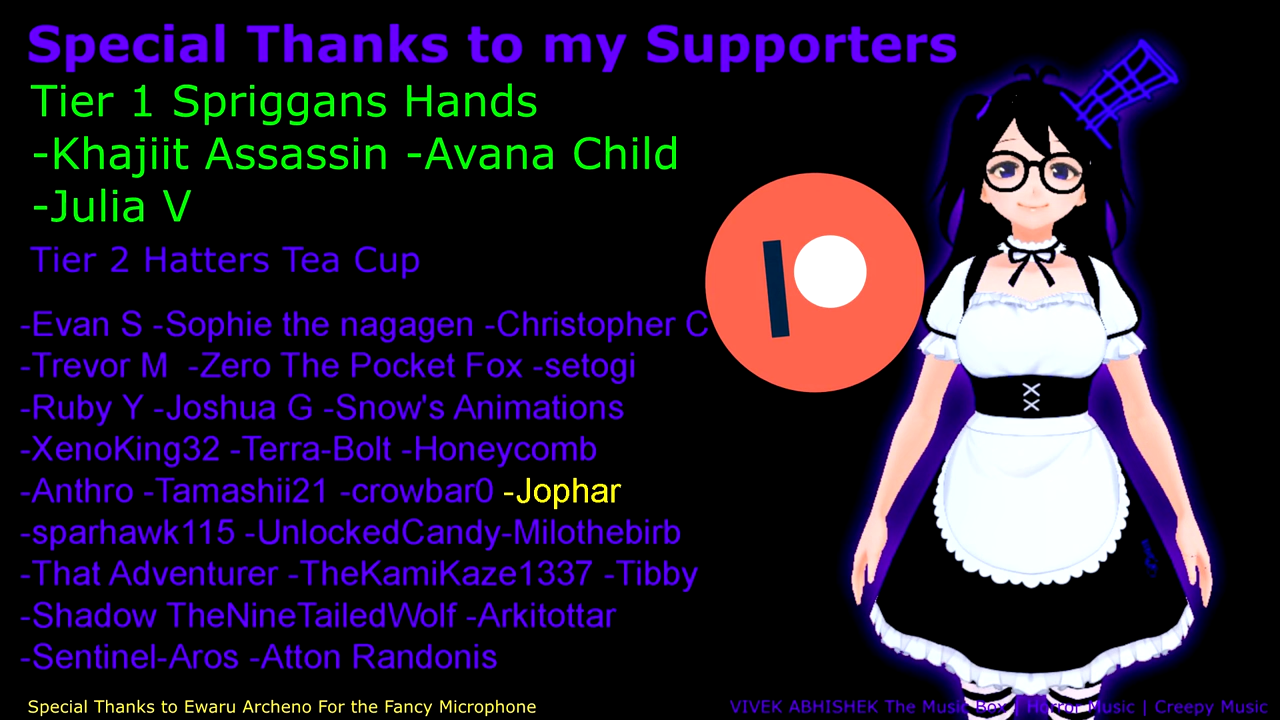 Special Thanks to my Supporters
Tier 1 Spriggans Hands
-Khajiit Assassin -Avana Child
-Julia V
Tier 2 Hatters Tea Cup
-Evan S -Sophie the nagagen -Christopher C
-Trevor M  -Zero The Pocket Fox -setogi
-Ruby Y -Joshua G -Snow's Animations
-XenoKing32 -Terra-Bolt -Honeycomb
-Anthro -Tamashii21 -crowbar0 -Jophar
-sparhawk115 -UnlockedCandy-Milothebirb
-That Adventurer -TheKamiKaze1337 -Tibby
-Shadow TheNineTailedWolf -Arkitottar
-Sentinel-Aros -Atton Randonis
Special Thanks to Ewaru Archeno For the Fancy Microphone
VIVEK ABHISHEK The Music Box | Horror Music | Creepy Music